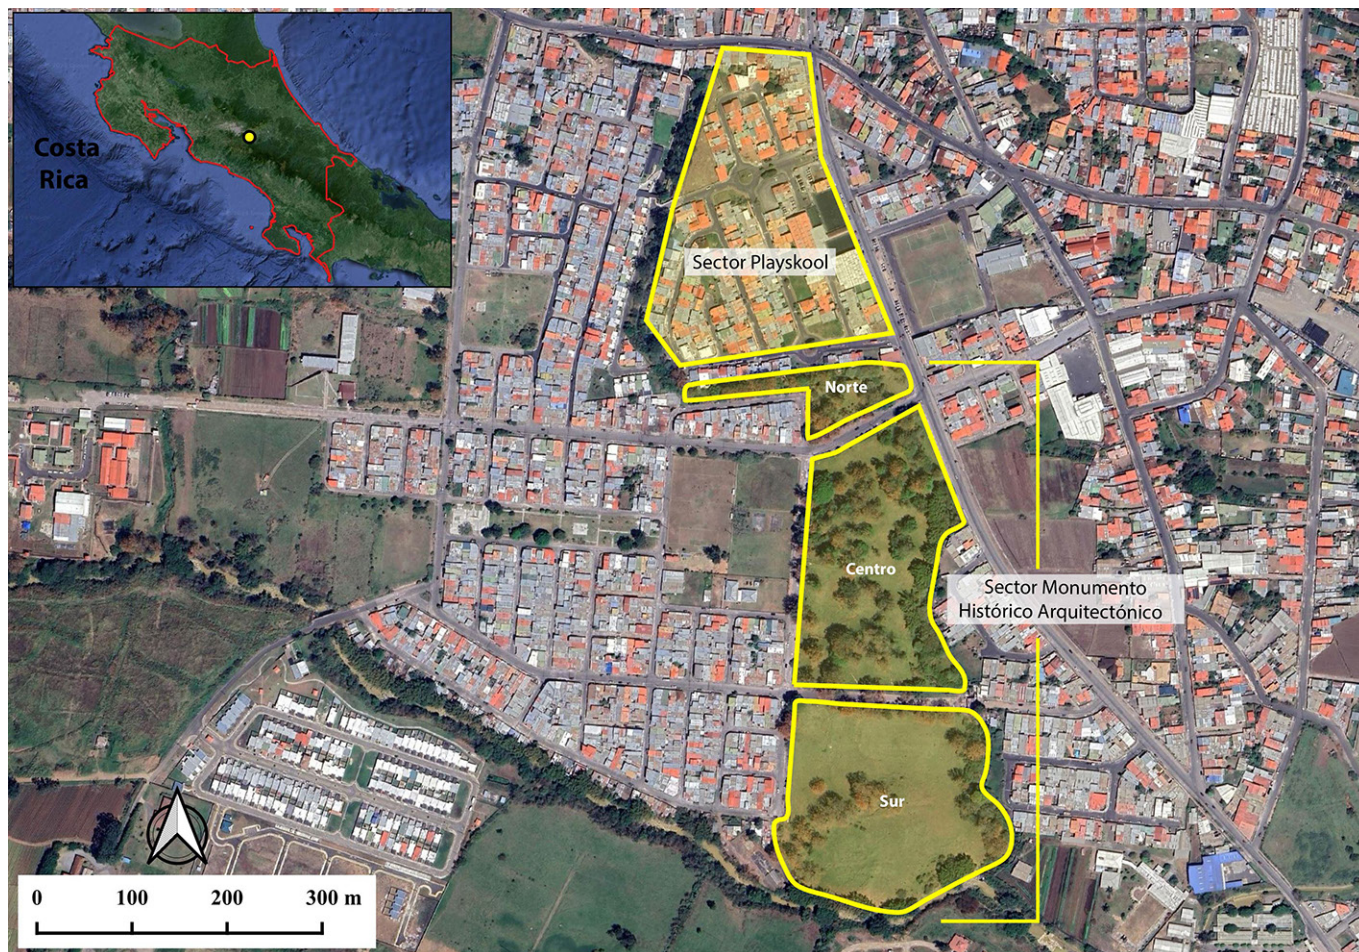 Costa
Rica
Sector Playskool
Norte
Centro
Sector Monumento
Histórico Arquitectónico
Sur
0 100 200 300 m